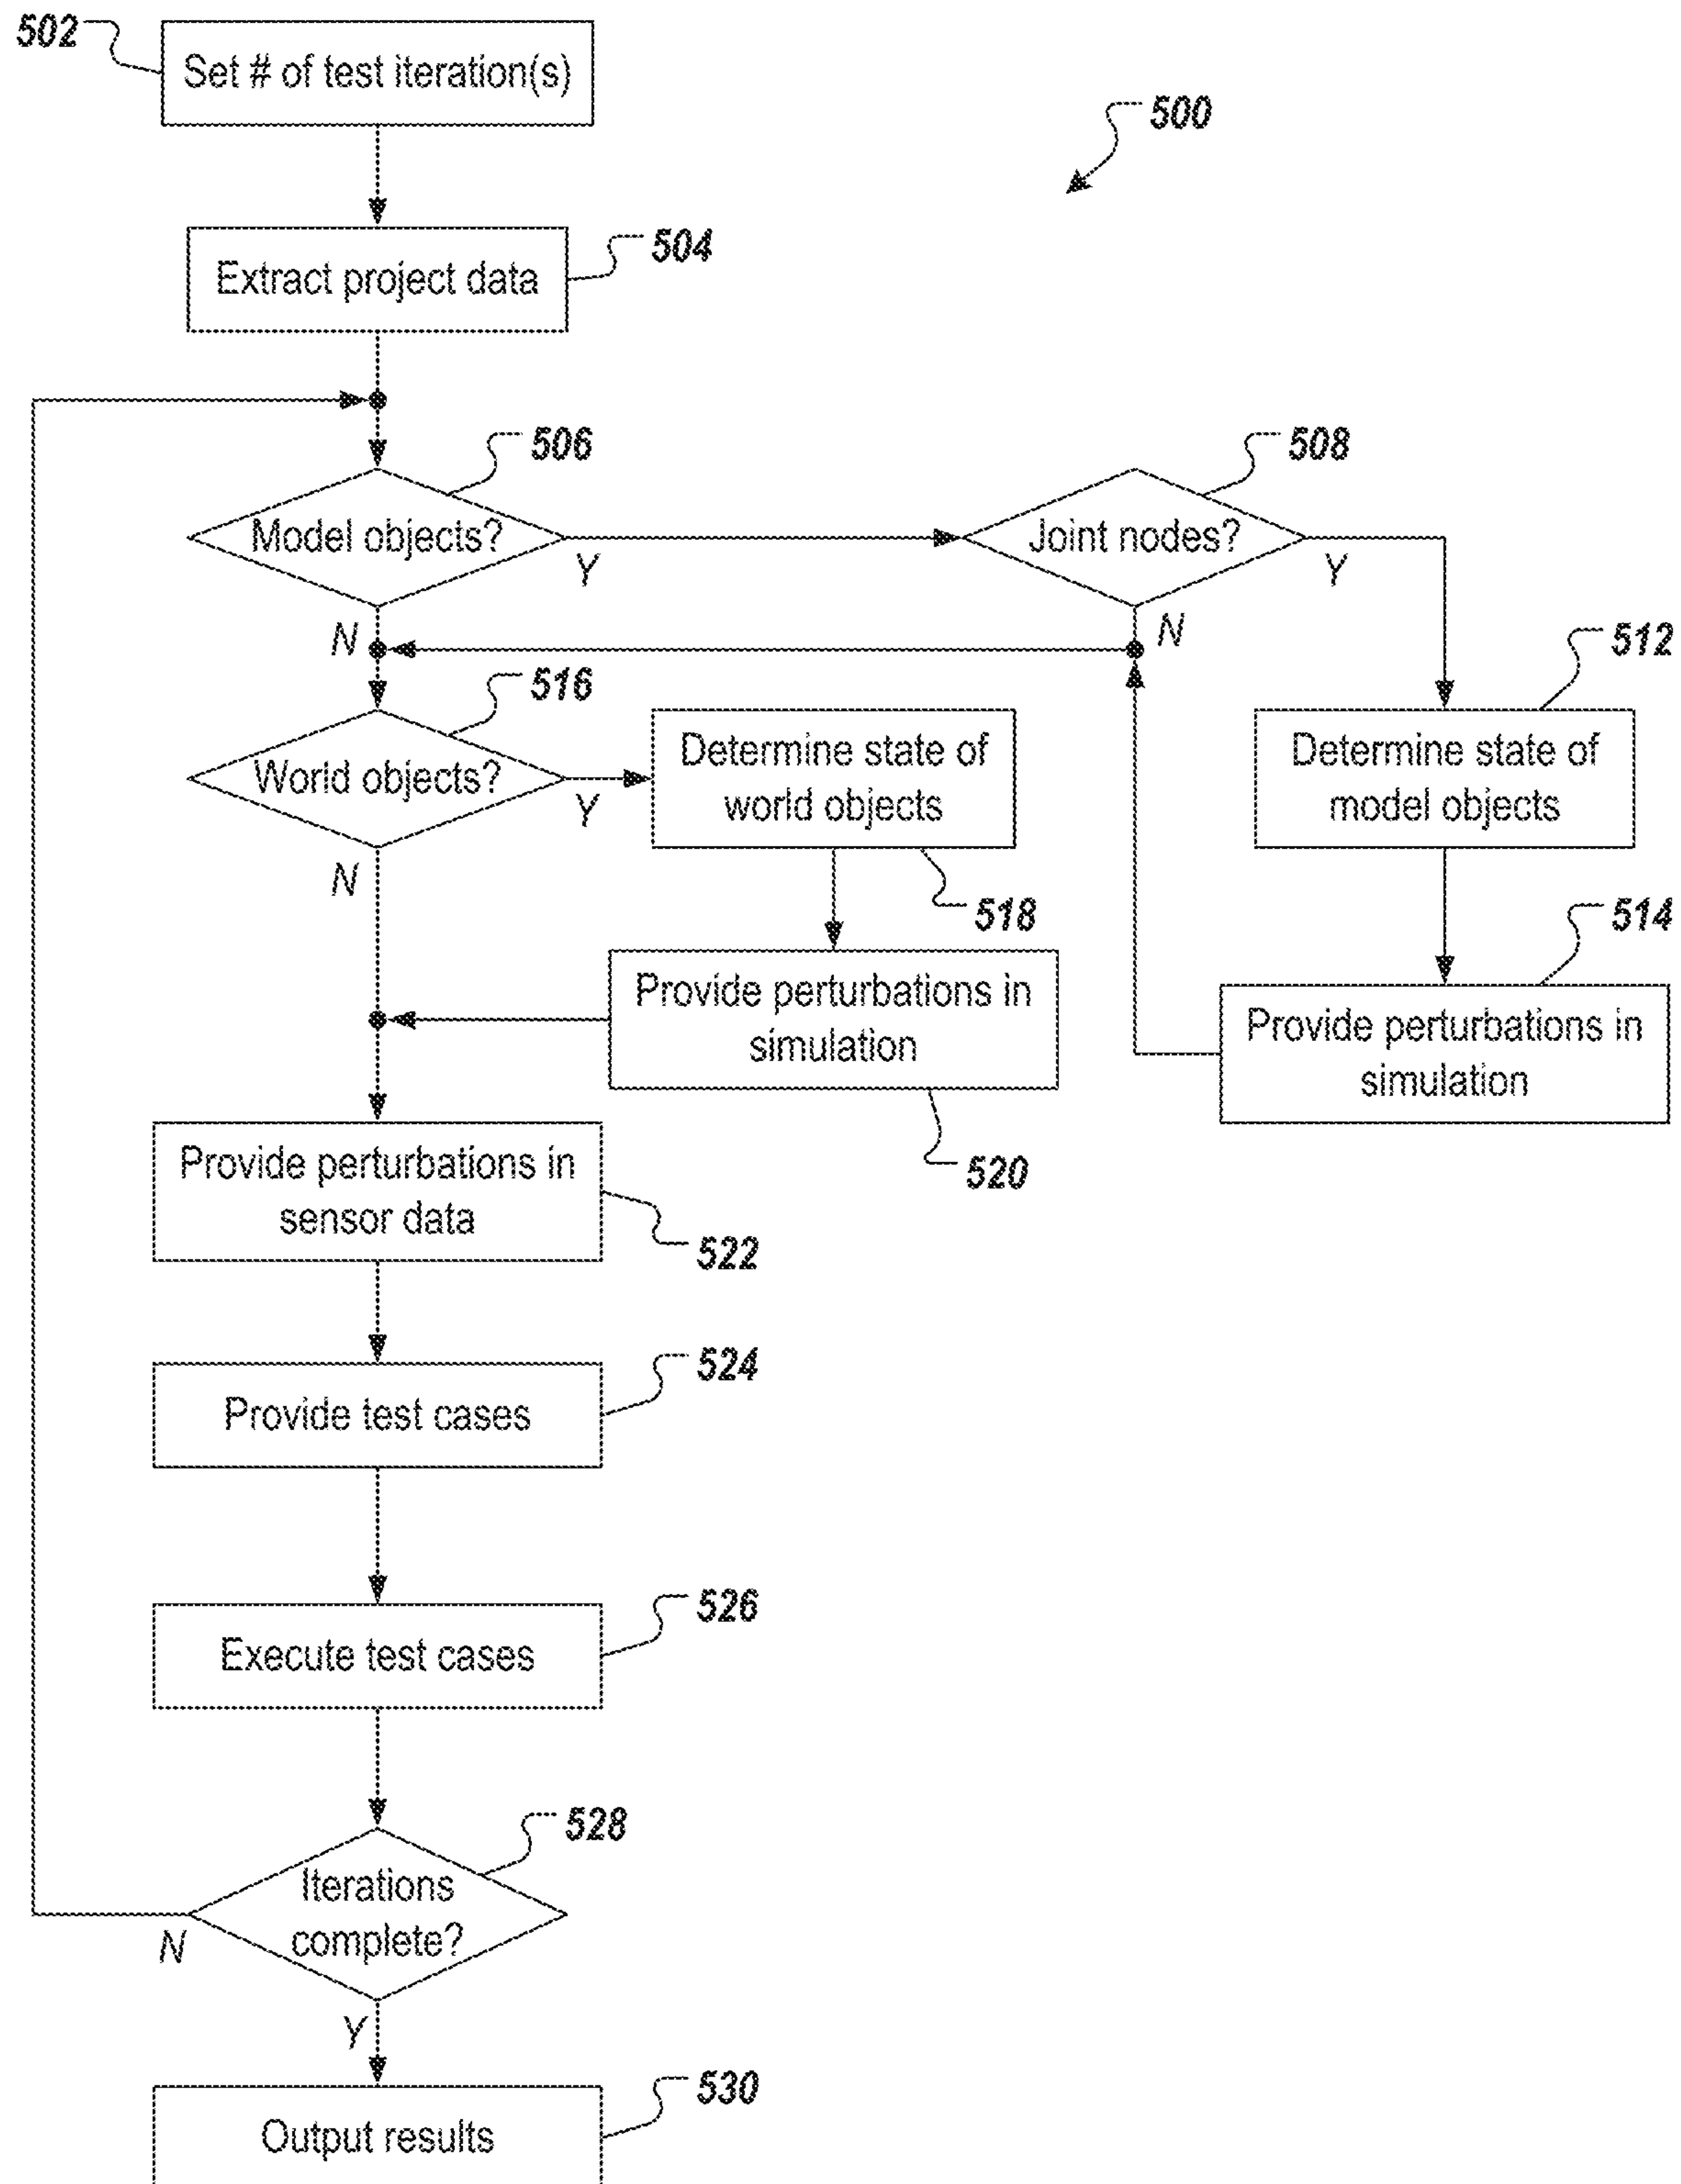 502
Set # of test iteration(s)
500
504
Extract project data
506
508
Model objects?
Joint nodes?
Y
Y
N
N
512
516
World objects?
Y
Determine state of
world objects
Determine state of
model objects
N
518
514
Provide perturbations in
simulation
Provide perturbations in
simulation
520
Provide perturbations in
sensor data
522
524
Provide test cases
526
Execute test cases
528
Iterations
complete?
N
Y
530
Output results